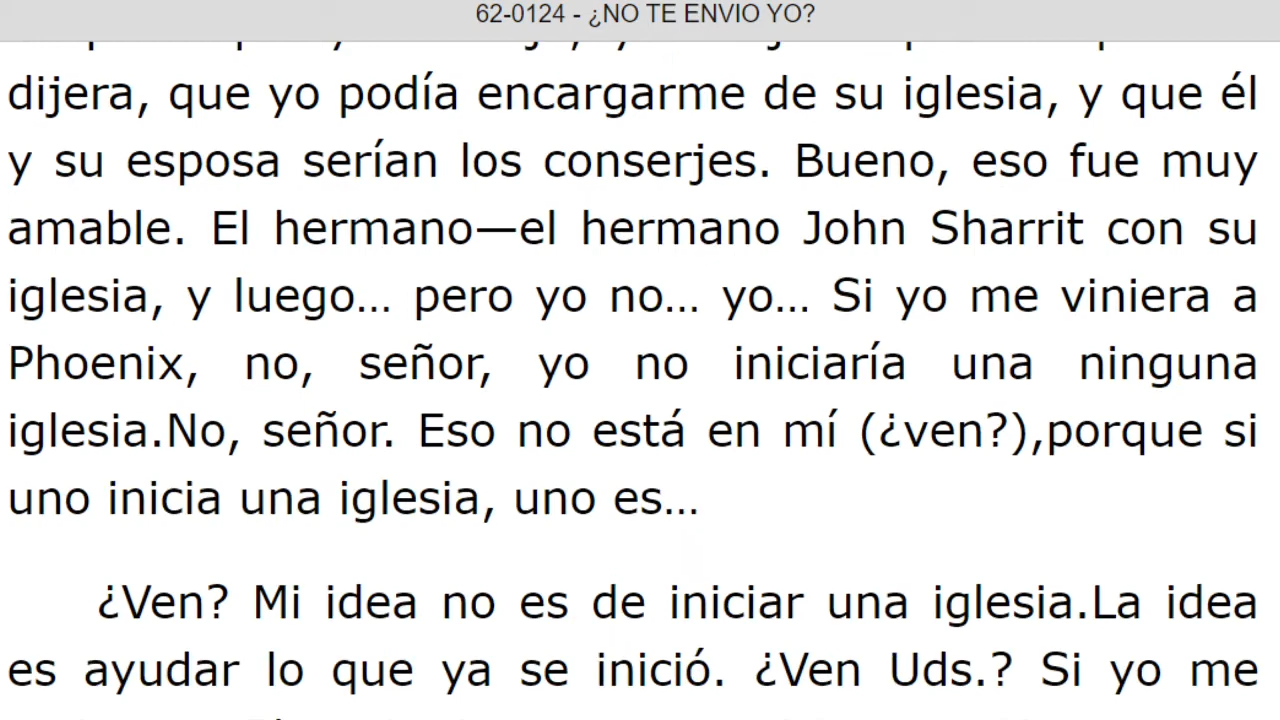 62-0124 - ¿NO TE ENVIO YO?
dijera, que yo podía encargarme de su iglesia, y que él
y su esposa serían los conserjes. Bueno, eso fue muy
amable. El hermano—el hermano John Sharrit con su
iglesia, y luego… pero yo no… yo… Si yo me viniera a
Phoenix, no, señor, yo no iniciaría una ninguna
iglesia.No, señor. Eso no está en mí (¿ven?),porque si
uno inicia una iglesia, uno es…
¿Ven? Mi idea no es de iniciar una iglesia.La idea
es ayudar lo que ya se inició. ¿Ven Uds.? Si yo me